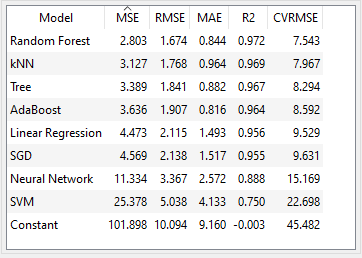 Model MSE RMSE MAE R2 CVRMSE
Random Forest 2.803 1.674 0.844 0.972 7.543
kNN 3.127 1.768 0.964 0.969 7.967
Tree 3.389 1.841 0.882 0.967 8.294
AdaBoost 3.636 1.907 0.816 0.964 8.592
Linear Regression 4.473 2.115 1.493 0.956 9.529
SGD 4.569 2.138 1.517 0.955 9.631
Neural Network 11.334 3.367 2.572 0.888 15.169
SVM 25.378 5.038 4.133 0.750 22.698
Constant 101.898 10.094 9.160 -0.003 45.482